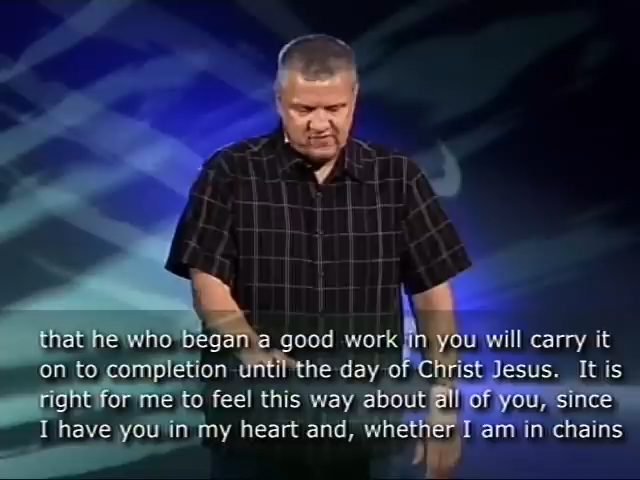 that he who began a good work in you will carry it
on to completion until the day of Christ Jesus.  It is
right for me to feel this way about all of you, since
I have you in my heart and, whether I am in chains